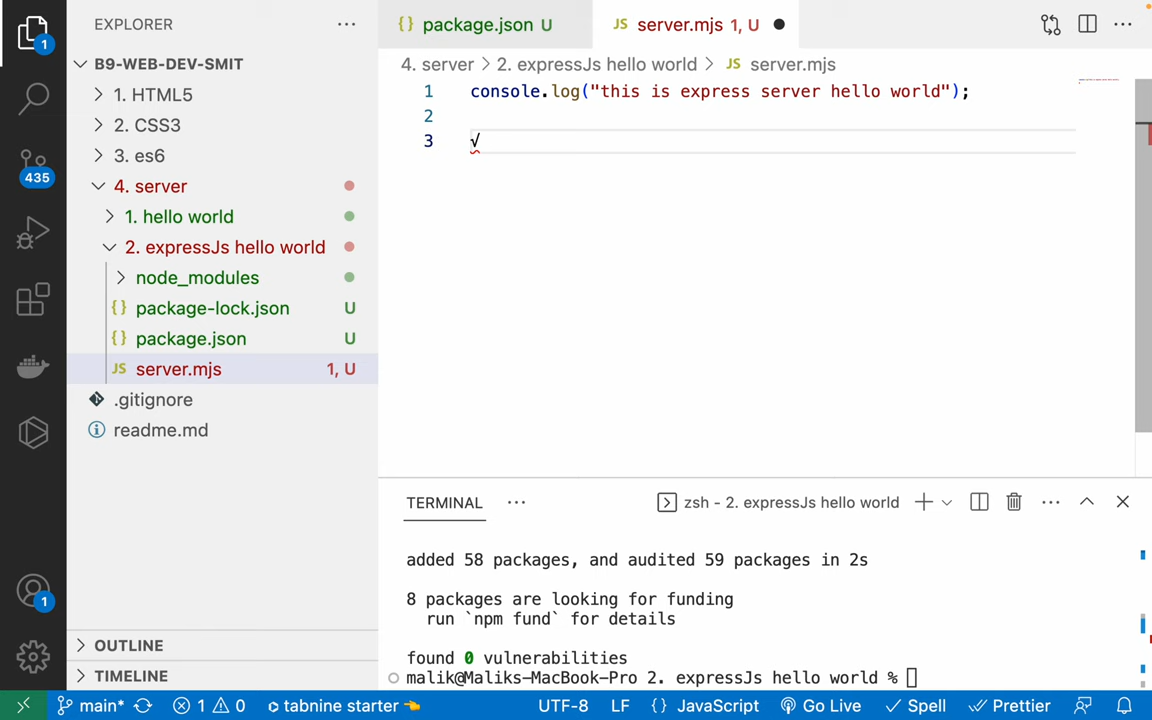 EXPLORER
B9-WEB-DEV-SMIT
1. HTML5
2. CSS3
3. es6
4. server
1. hello world
2. expressJs hello world
node_modules
{} package-lock.json U
{} package.json U
JS server.mjs 1, U
.gitignore
readme.md
OUTLINE
TIMELINE
1
435
1
{} package.json U
JS server.mjs 1, U
4. server > 2. expressJs hello world > JS server.mjs
1 console.log("this is express server hello world");
2
3 √
TERMINAL
zsh - 2. expressJs hello world
added 58 packages, and audited 59 packages in 2s
8 packages are looking for funding
run `npm fund` for details
found 0 vulnerabilities
malik@Maliks-MacBook-Pro 2. expressJs hello world %
main* 1 0 tabnine starter UTF-8 LF {} JavaScript Go Live Spell Prettier